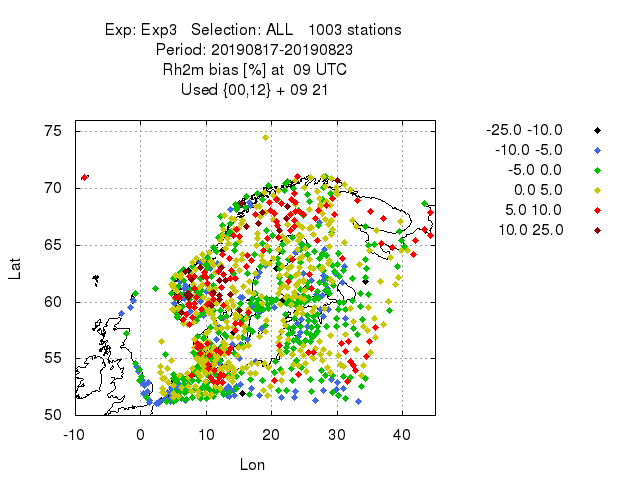 Exp: Exp3 Selection: ALL 1003 stations
Period: 20190817-20190823
Rh2m bias [%] at 09 UTC
Used {00,12} + 09 21
-25.0 -10.0
-10.0 -5.0
-5.0 0.0
0.0 5.0
5.0 10.0
10.0 25.0
75
70
65
60
55
50
Lat
-10 0 10 20 30 40
Lon